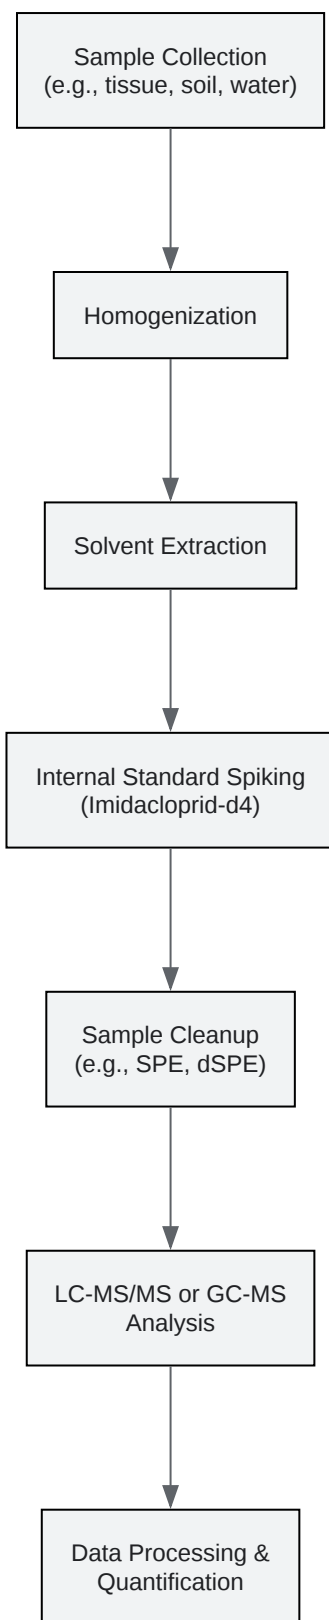 Sample Collection
(e.g., tissue, soil, water)
Homogenization
Solvent Extraction
Internal Standard Spiking
(Imidacloprid-d4)
Sample Cleanup
(e.g., SPE, dSPE)
LC-MS/MS or GC-MS
Analysis
Data Processing &
Quantification